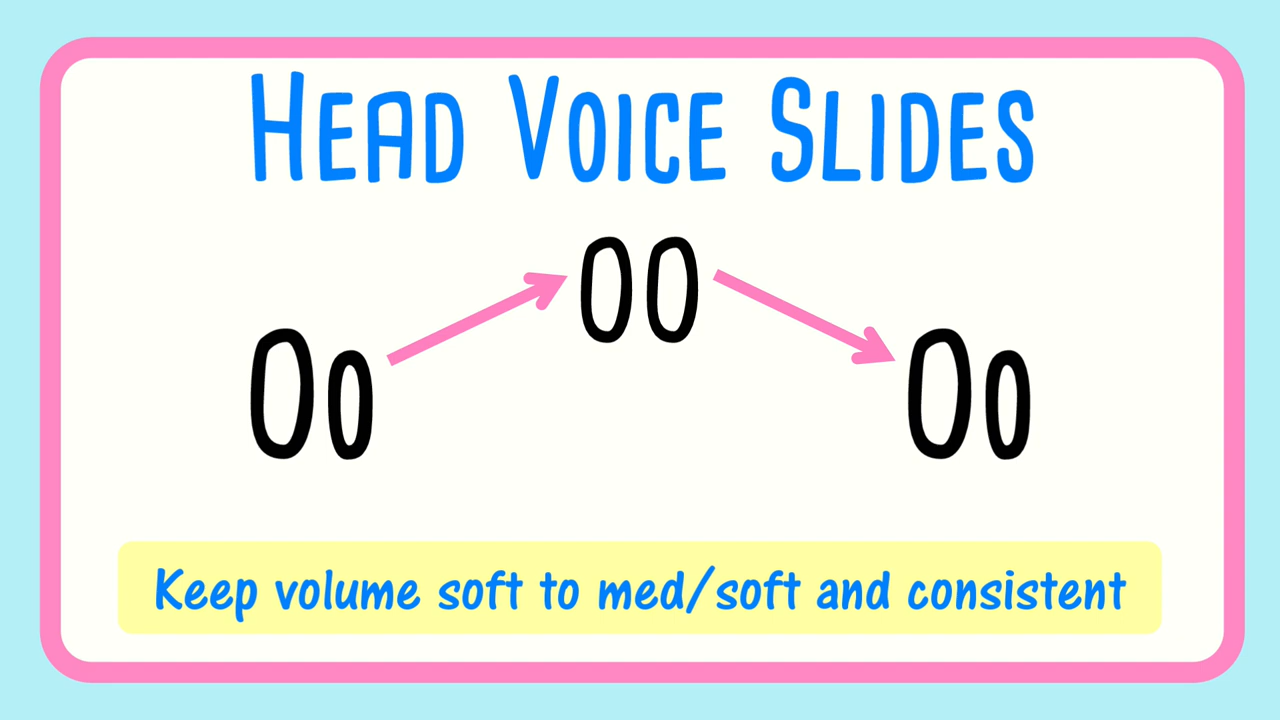 HEAD VOICE SLIDES
Oo oo Oo
Keep volume soft to med/soft and consistent